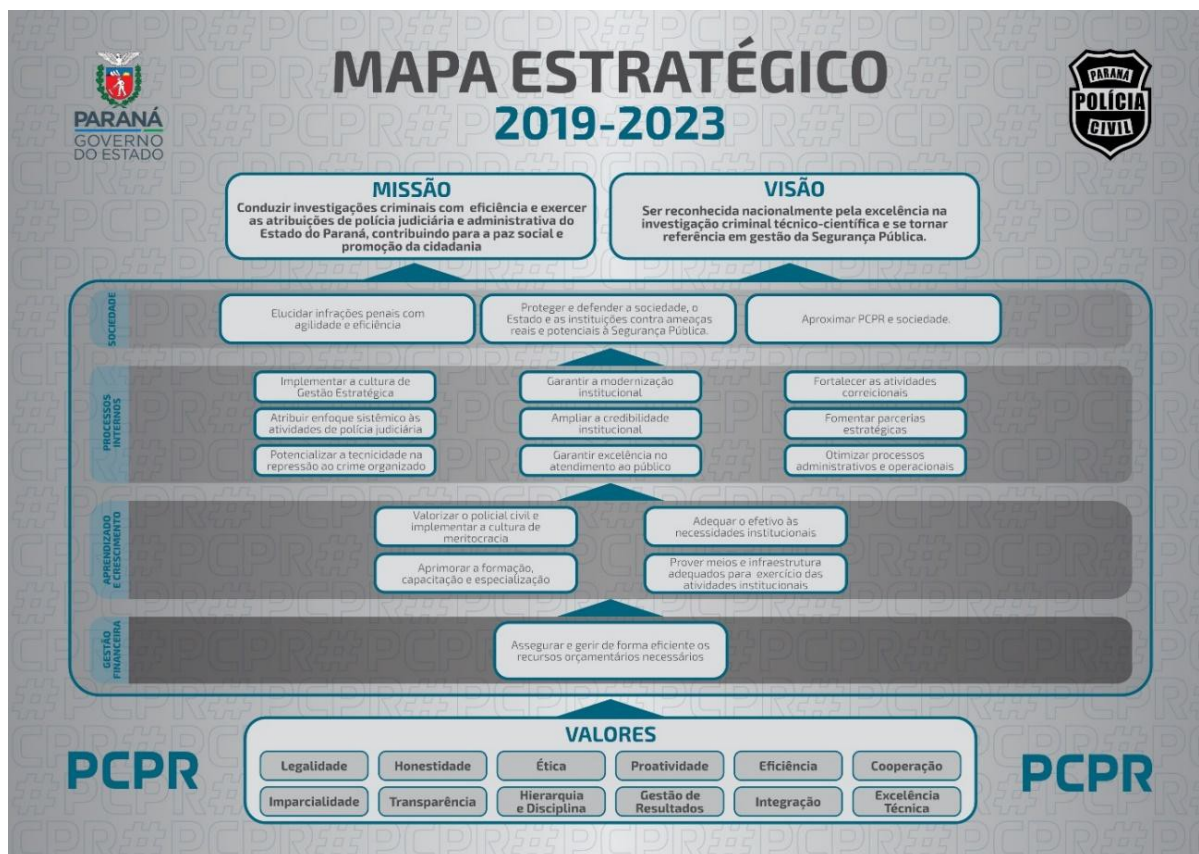 MAPA ESTRATÉGICO
2019-2023
PARANÁ
GOVERNO
DO ESTADO
PARANÁ
POLÍCIA
CIVIL
MISSÃO
Conduzir investigações criminais com eficiência e exercer
as atribuições de polícia judiciária e administrativa do
Estado do Paraná, contribuindo para a paz social e
promoção da cidadania
VISÃO
Ser reconhecida nacionalmente pela excelência na
investigação criminal técnico-científica e se tornar
referência em gestão da Segurança Pública.
SOCIEDADE
Elucidar infrações penais com
agilidade e eficiência
Proteger e defender a sociedade, o
Estado e as instituições contra ameaças
reais e potenciais à Segurança Pública.
Aproximar PCPR e sociedade.
PROCESSOS
INTERNOS
Implementar a cultura de
Gestão Estratégica
Garantir a modernização
institucional
Fortalecer as atividades
correicionais
Atribuir enfoque sistêmico às
atividades de polícia judiciária
Ampliar a credibilidade
institucional
Fomentar parcerias
estratégicas
Potencializar a tecnicidade na
repressão ao crime organizado
Garantir excelência no
atendimento ao público
Otimizar processos
administrativos e operacionais
APRENDIZADO
E CRESCIMENTO
Valorizar o policial civil e
implementar a cultura de
meritocracia
Adequar o efetivo às
necessidades institucionais
Aprimorar a formação,
capacitação e especialização
Prover meios e infraestrutura
adequados para exercício das
atividades institucionais
GESTÃO
FINANCEIRA
Assegurar e gerir de forma eficiente os
recursos orçamentários necessários
PCPR
VALORES
Legalidade
Honestidade
Ética
Proatividade
Eficiência
Cooperação
Imparcialidade
Transparência
Hierarquia
e Disciplina
Gestão de
Resultados
Integração
Excelência
Técnica
PCPR